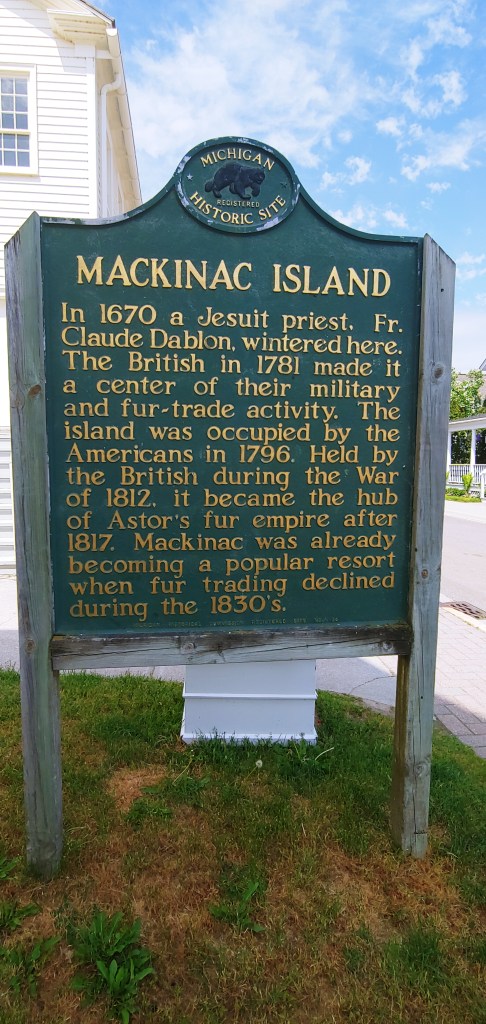 MICHIGAN
REGISTERED
HISTORIC SITE
MACKINAC ISLAND
In 1670 a Jesuit priest, Fr.
Claude Dablon, wintered here.
The British in 1781 made it
a center of their military
and fur-trade activity. The
island was occupied by the
Americans in 1796. Held by
the British during the War
of 1812, it became the hub
of Astor's fur empire after
1817. Mackinac was already
becoming a popular resort
when fur trading declined
during the 1830's.